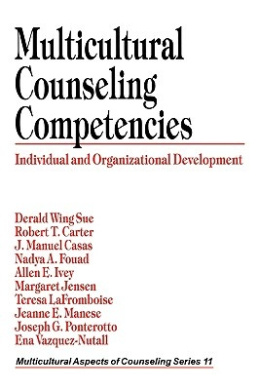 Multicultural
Counseling
Competencies
Individual and Organizational Development
Derald Wing Sue
Robert T. Carter
J. Manuel Casas
Nadya A. Fouad
Allen E. Ivey
Margaret Jensen
Teresa LaFromboise
Jeanne E. Manese
Joseph G. Ponterotto
Ena Vazquez-Nutall
Multicultural Aspects of Counseling Series 11